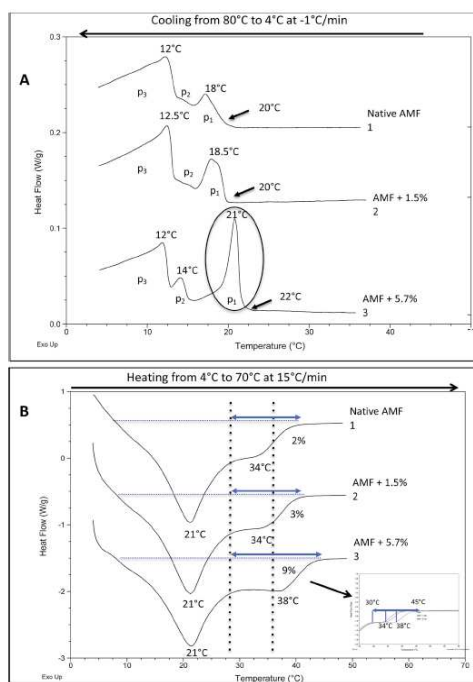 Cooling from 80°C to 4°C at -1°C/min
A
0.3
0.2
0.1
0.0
Heat Flow (W/g)
12°C
18°C
20°C
p3
p2
p1
Native AMF
1
12.5°C
18.5°C
20°C
p3
p2
p1
AMF + 1.5%
2
21°C
12°C
14°C
22°C
p3
p2
p1
AMF + 5.7%
3
0
20
40
Exo Up
Temperature (°C)
Heating from 4°C to 70°C at 15°C/min
B
1
0
-1
-2
-3
Heat Flow (W/g)
Native AMF
1
2%
34°C
21°C
AMF + 1.5%
2
3%
34°C
21°C
AMF + 5.7%
3
9%
38°C
21°C
30°C
45°C
34°C
38°C
0
10
20
30
40
50
60
70
Exo Up
Temperature (°C)